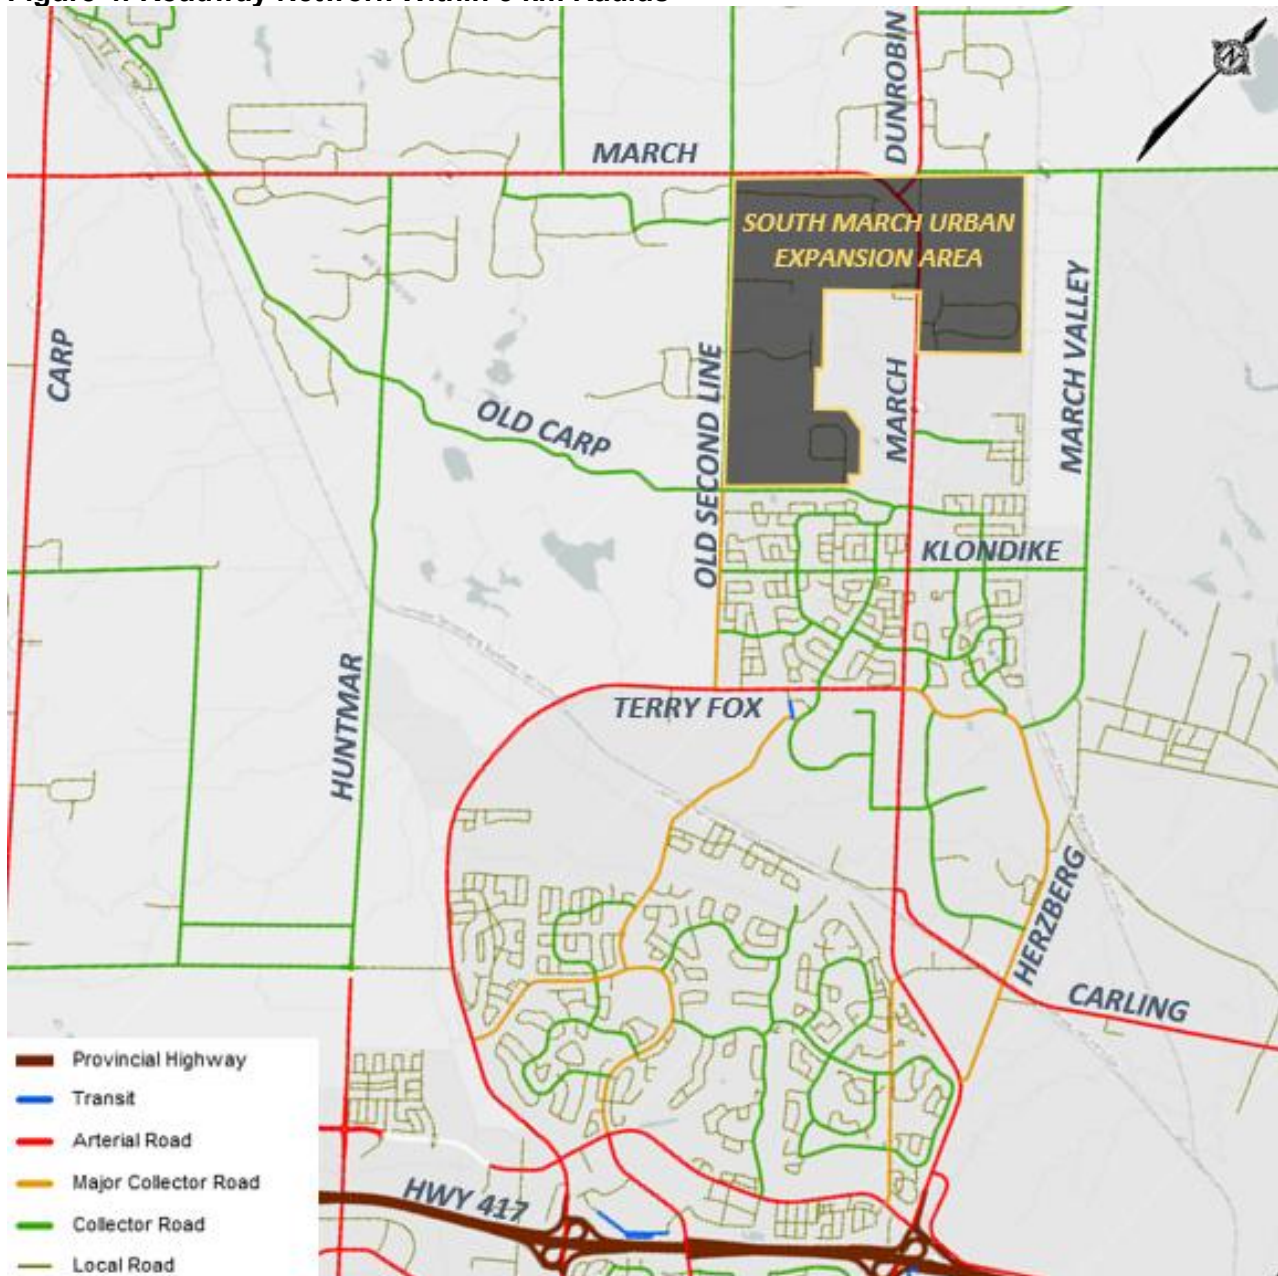 DUNROBIN
MARCH
SOUTH MARCH URBAN
EXPANSION AREA
CARP
MARCH VALLEY
OLD SECOND LINE
MARCH
OLD CARP
KLONDIKE
HUNTMAR
TERRY FOX
HERZBERG
CARLING
HWY 417
Provincial Highway
Transit
Arterial Road
Major Collector Road
Collector Road
Local Road